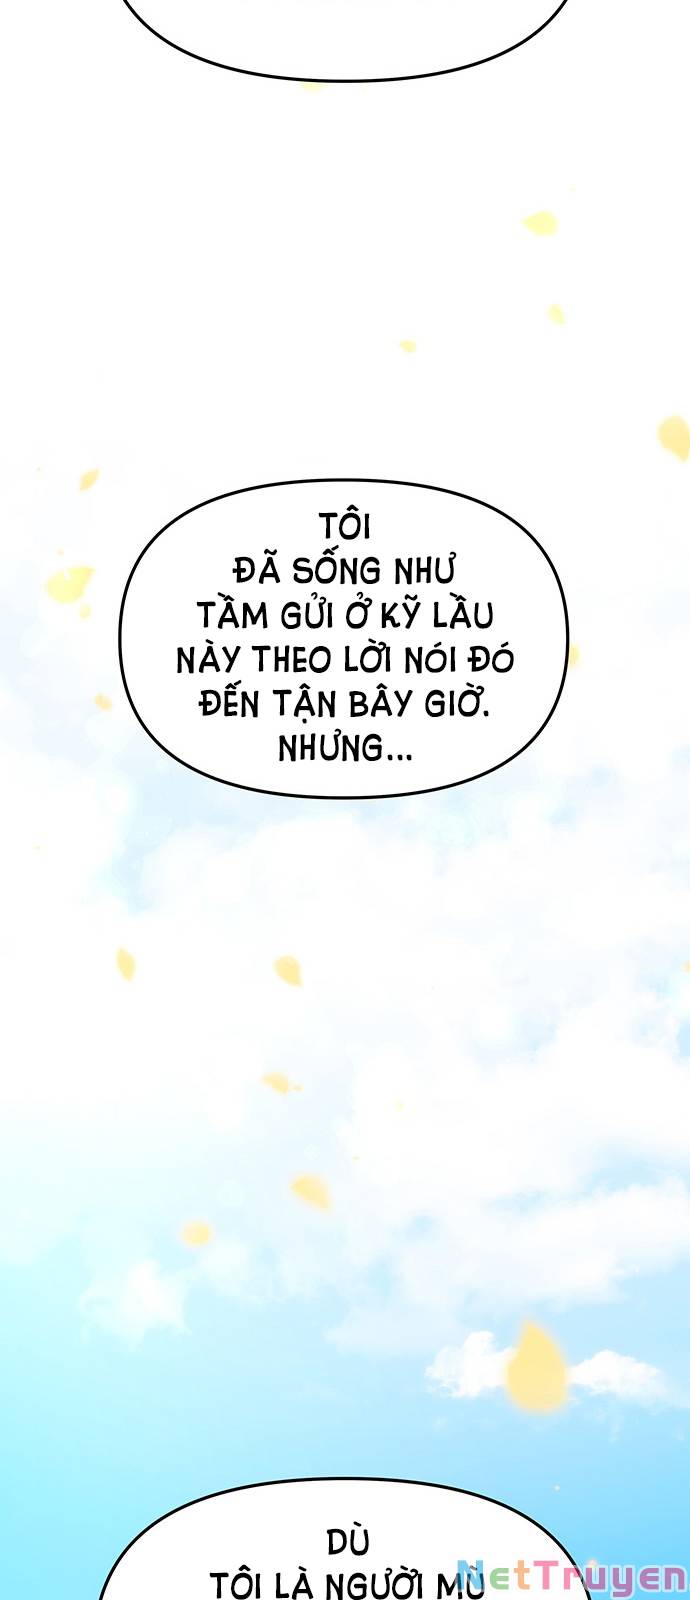 TÔI
ĐÃ SỐNG NHƯ
TẦM GỬI Ở KỸ LẦU
NÀY THEO LỜI NÓI ĐÓ
ĐẾN TẬN BÂY GIỜ.
NHƯNG...
DÙ
TÔI LÀ NGƯỜI MÙ
NetTruyen